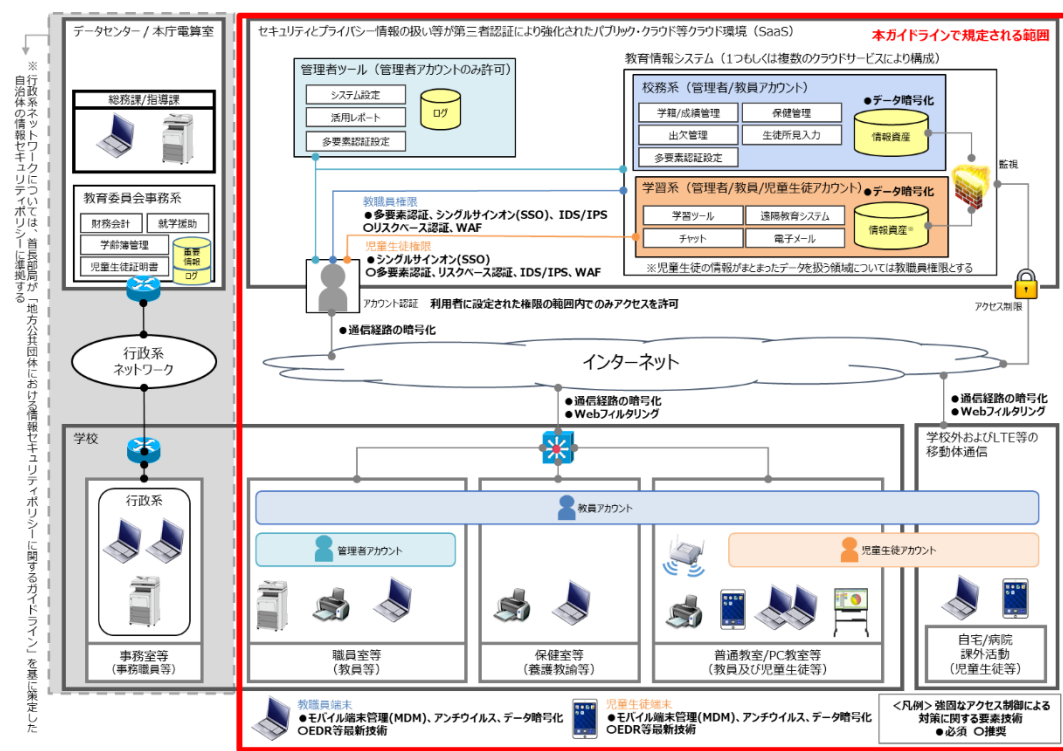 データセンター / 本庁電算室
総務課/指導課
教育委員会事務系
財務会計
就学援助
学齢簿管理
児童生徒証明書
重要
情報
ログ
行政系
ネットワーク
※行政系ネットワークについては、首長部局が「地方公共団体における情報セキュリティポリシーに関するガイドライン」を基に策定した
自治体の情報セキュリティポリシーに準拠する
セキュリティとプライバシー情報の扱い等が第三者認証により強化されたパブリック・クラウド等クラウド環境（SaaS）
本ガイドラインで規定される範囲
管理者ツール（管理者アカウントのみ許可）
システム設定
活用レポート
多要素認証設定
ログ
教育情報システム（1つもしくは複数のクラウドサービスにより構成）
校務系（管理者/教員アカウント）
●データ暗号化
学籍/成績管理
保健管理
出欠管理
生徒所見入力
多要素認証設定
情報資産
監視
学習系（管理者/教員/児童生徒アカウント）
●データ暗号化
学習ツール
遠隔教育システム
チャット
電子メール
情報資産※
※児童生徒の情報がまとまったデータを扱う領域については教職員権限とする
教職員権限
●多要素認証、シングルサインオン(SSO)、IDS/IPS
○リスクベース認証、WAF
児童生徒権限
●シングルサインオン(SSO)
○多要素認証、リスクベース認証、IDS/IPS、WAF
アカウント認証
利用者に設定された権限の範囲内でのみアクセスを許可
アクセス制限
●通信経路の暗号化
インターネット
●通信経路の暗号化
●Webフィルタリング
●通信経路の暗号化
●Webフィルタリング
学校
学校外およびLTE等の
移動体通信
行政系
教員アカウント
管理者アカウント
児童生徒アカウント
事務室等
（事務職員等）
職員室等
（教員等）
保健室等
（養護教諭等）
普通教室/PC教室等
（教員及び児童生徒等）
自宅/病院
課外活動
（児童生徒等）
教職員端末
●モバイル端末管理(MDM)、アンチウイルス、データ暗号化
○EDR等最新技術
児童生徒端末
●モバイル端末管理(MDM)、アンチウイルス、データ暗号化
○EDR等最新技術
＜凡例＞強固なアクセス制御による
対策に関する要素技術
●必須 ○推奨